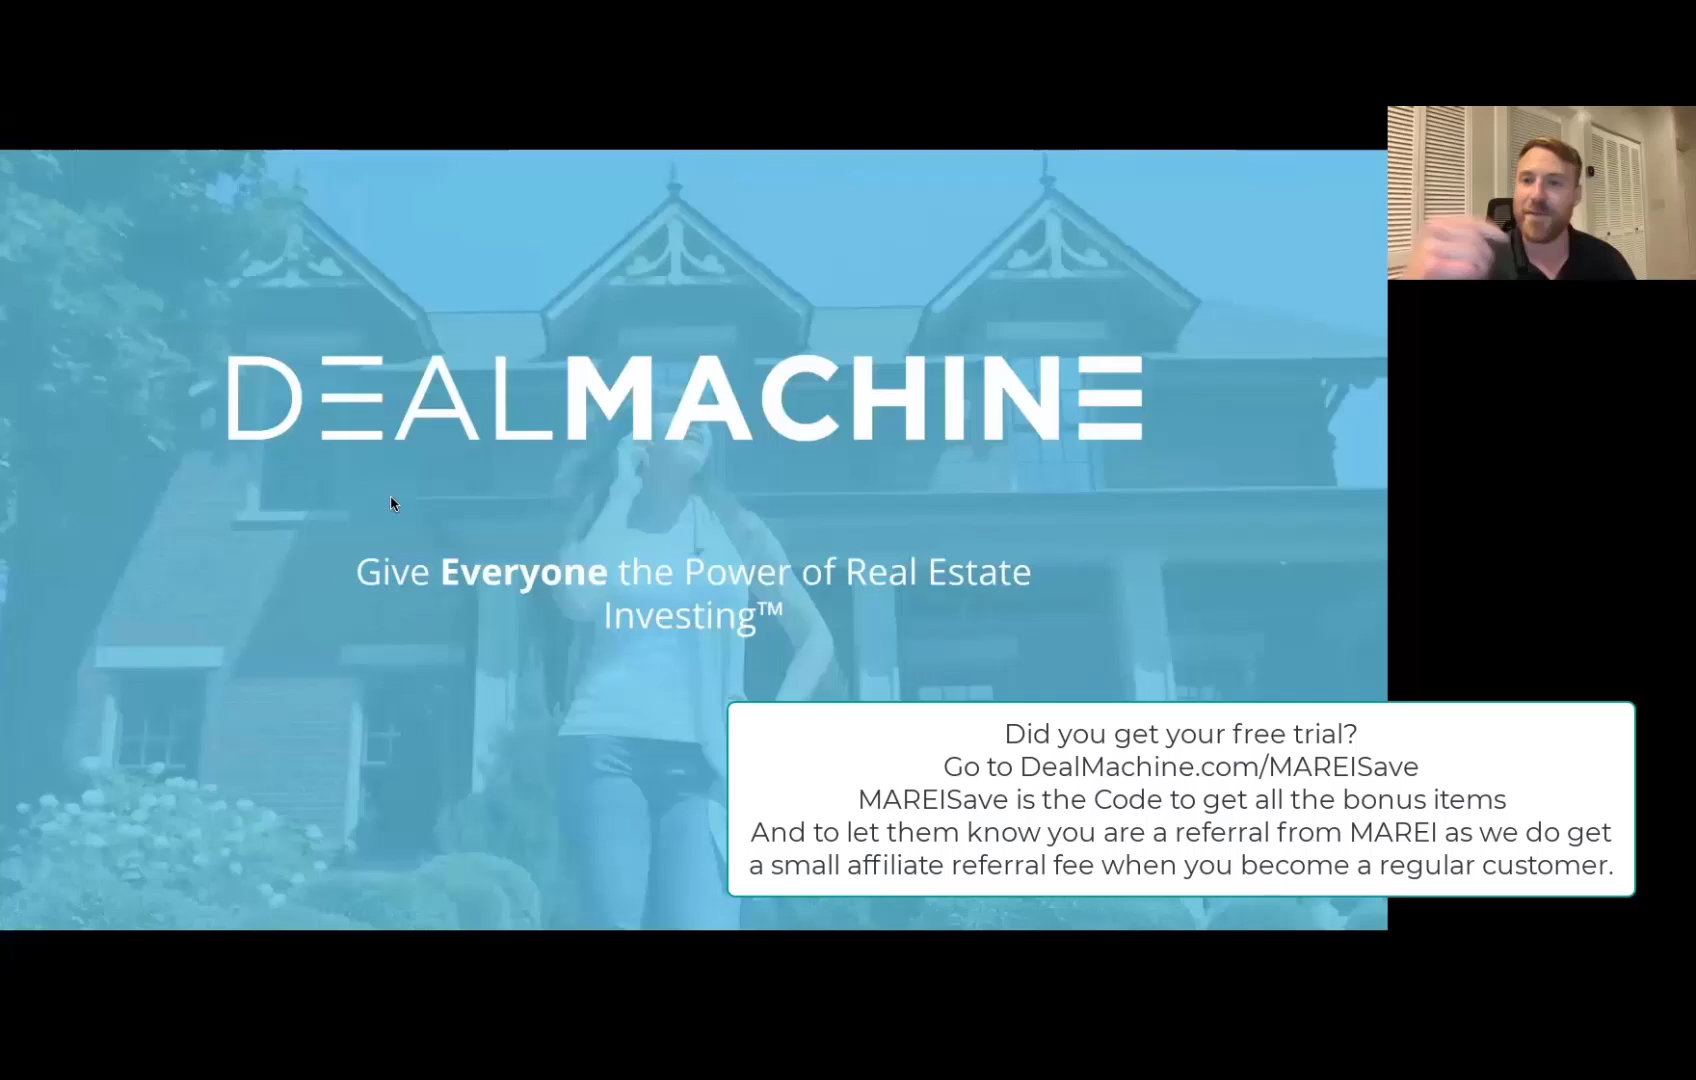 DEALMACHINE
Give Everyone the Power of Real Estate
Investing™
Did you get your free trial?
Go to DealMachine.com/MAREISave
MAREISave is the Code to get all the bonus items
And to let them know you are a referral from MAREI as we do get
a small affiliate referral fee when you become a regular customer.